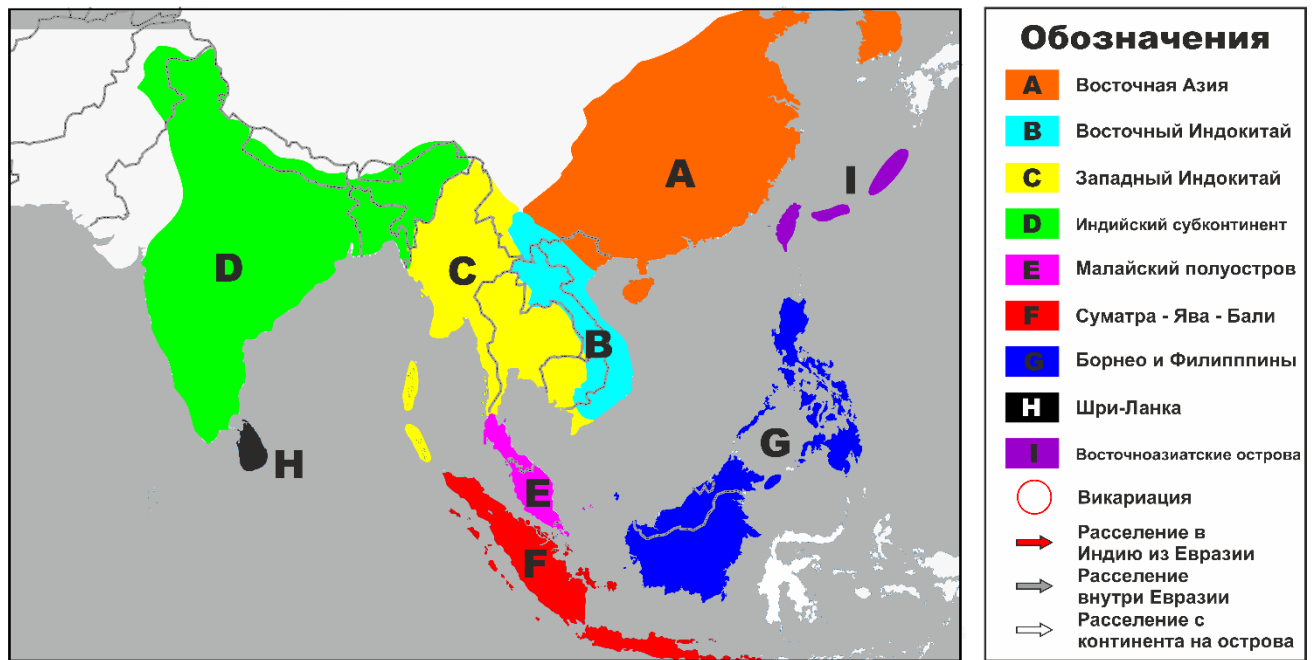 A
I
D
C
B
H
G
E
F
Обозначения
A Восточная Азия
B Восточный Индокитай
C Западный Индокитай
D Индийский субконтинент
E Малайский полуостров
F Суматра - Ява - Бали
G Борнео и Филипппины
H Шри-Ланка
I Восточноазиатские острова
Викариация
Расселение в
Индию из Евразии
Расселение
внутри Евразии
Расселение с
континента на острова